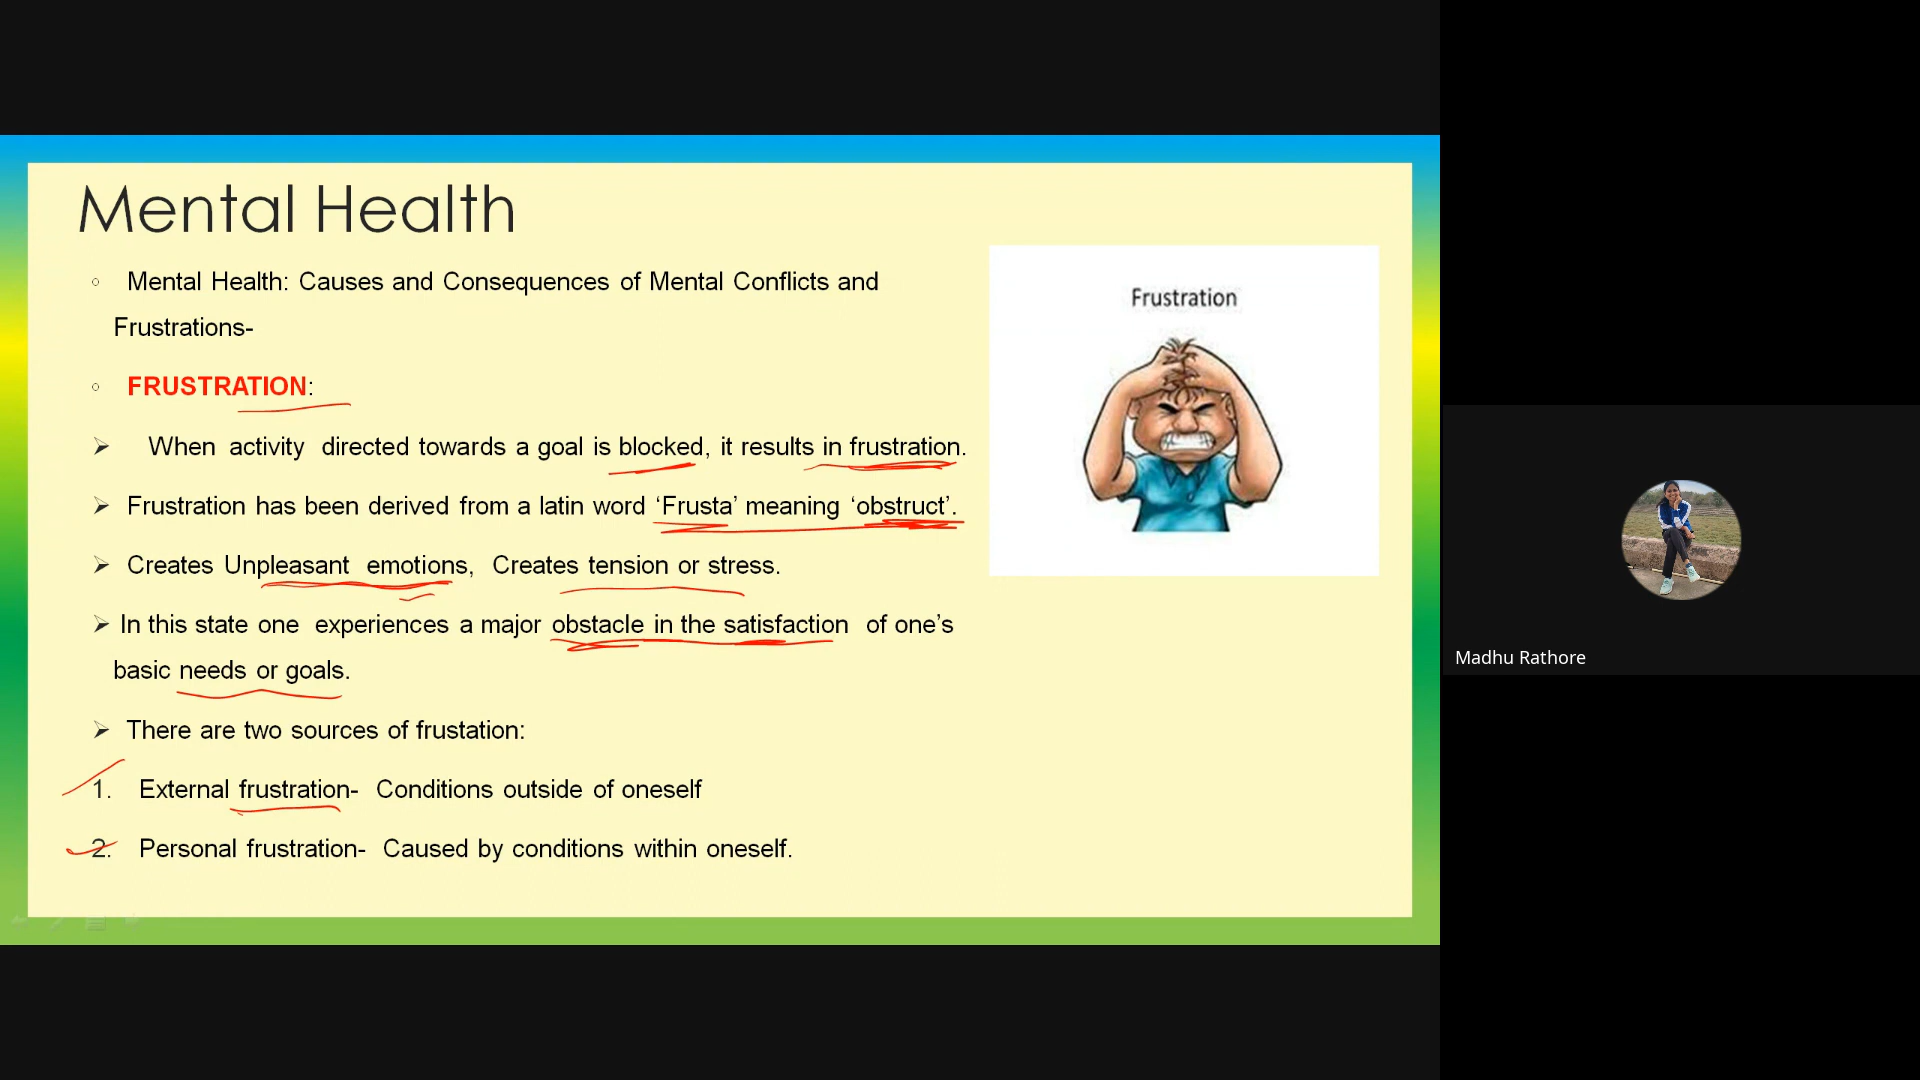 Mental Health
Mental Health: Causes and Consequences of Mental Conflicts and
Frustrations-
FRUSTRATION:
When activity directed towards a goal is blocked, it results in frustration.
Frustration has been derived from a latin word ‘Frusta’ meaning ‘obstruct’.
Creates Unpleasant emotions, Creates tension or stress.
In this state one experiences a major obstacle in the satisfaction of one’s
basic needs or goals.
There are two sources of frustation:
1. External frustration- Conditions outside of oneself
2. Personal frustration- Caused by conditions within oneself.
Frustration
Madhu Rathore